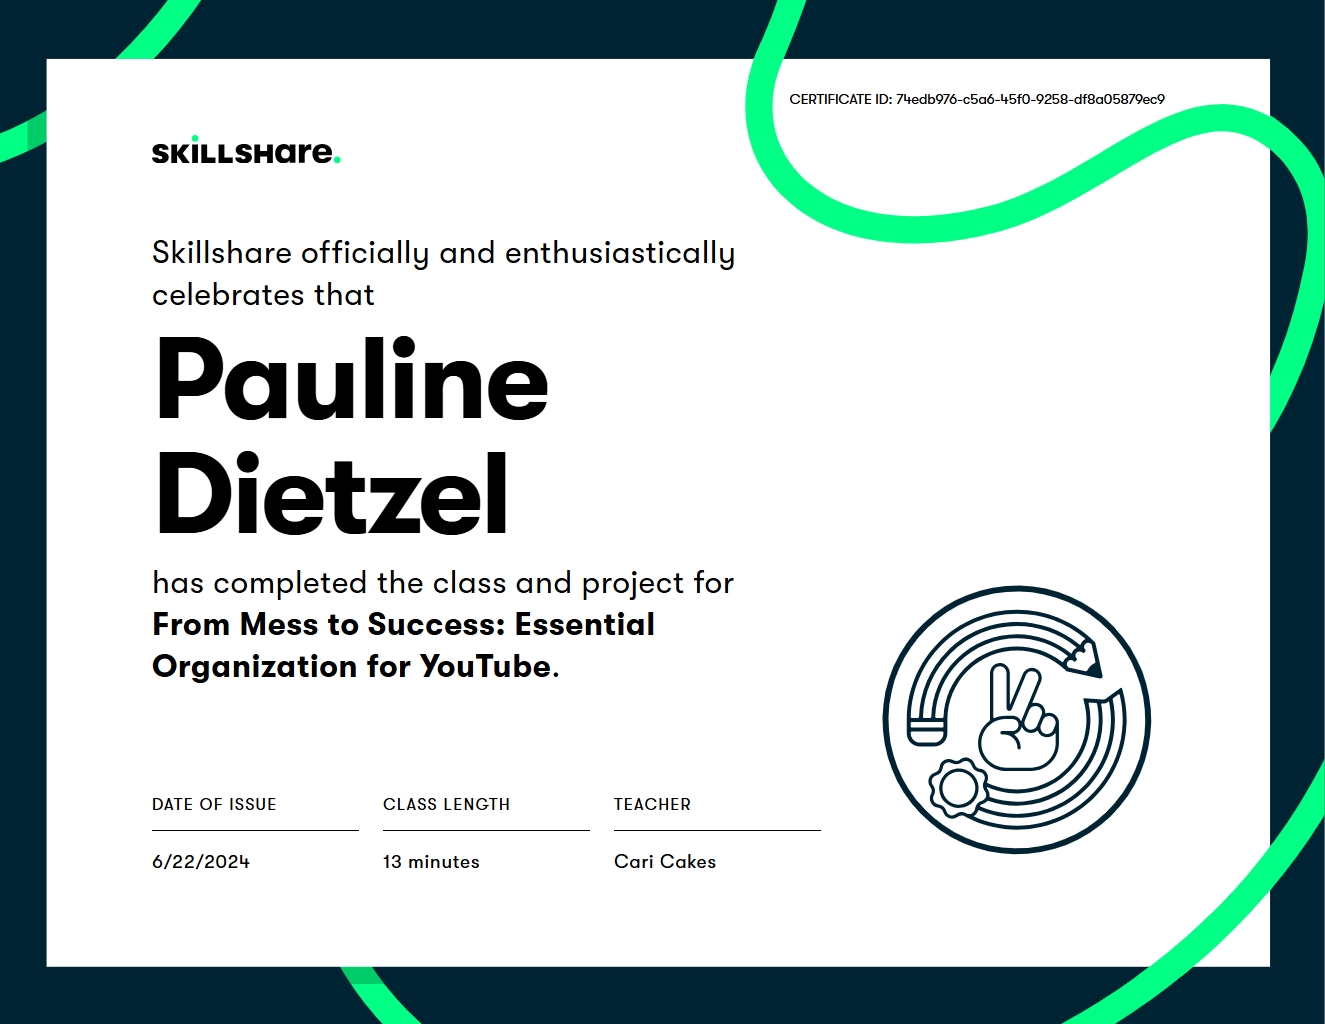 CERTIFICATE ID: 74edb976-c5a6-45f0-9258-df8a05879ec9
SKiLLSHare.
Skillshare officially and enthusiastically
celebrates that
Pauline
Dietzel
has completed the class and project for
From Mess to Success: Essential
Organization for YouTube.
DATE OF ISSUE
CLASS LENGTH
TEACHER
6/22/2024
13 minutes
Cari Cakes